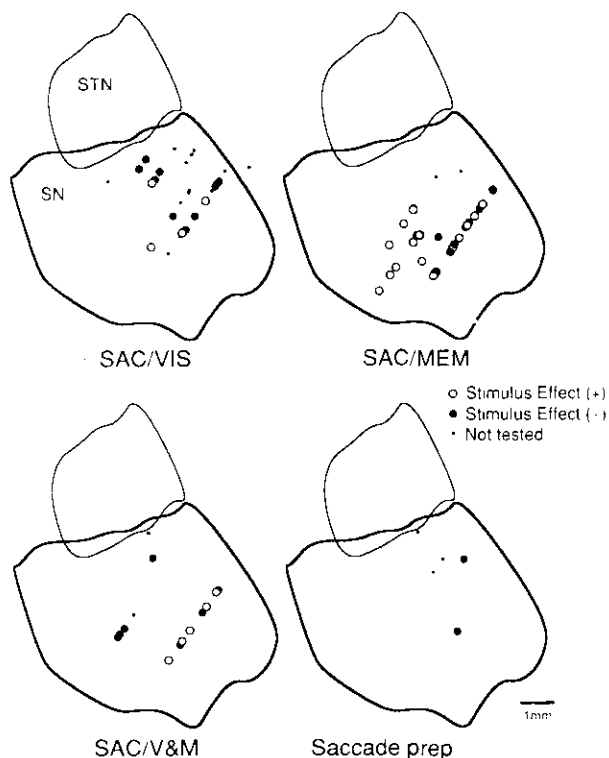 STN
SN
SAC/VIS
SAC/MEM
○ Stimulus Effect (+)
● Stimulus Effect (-)
· Not tested
SAC/V&M
Saccade prep
1mm